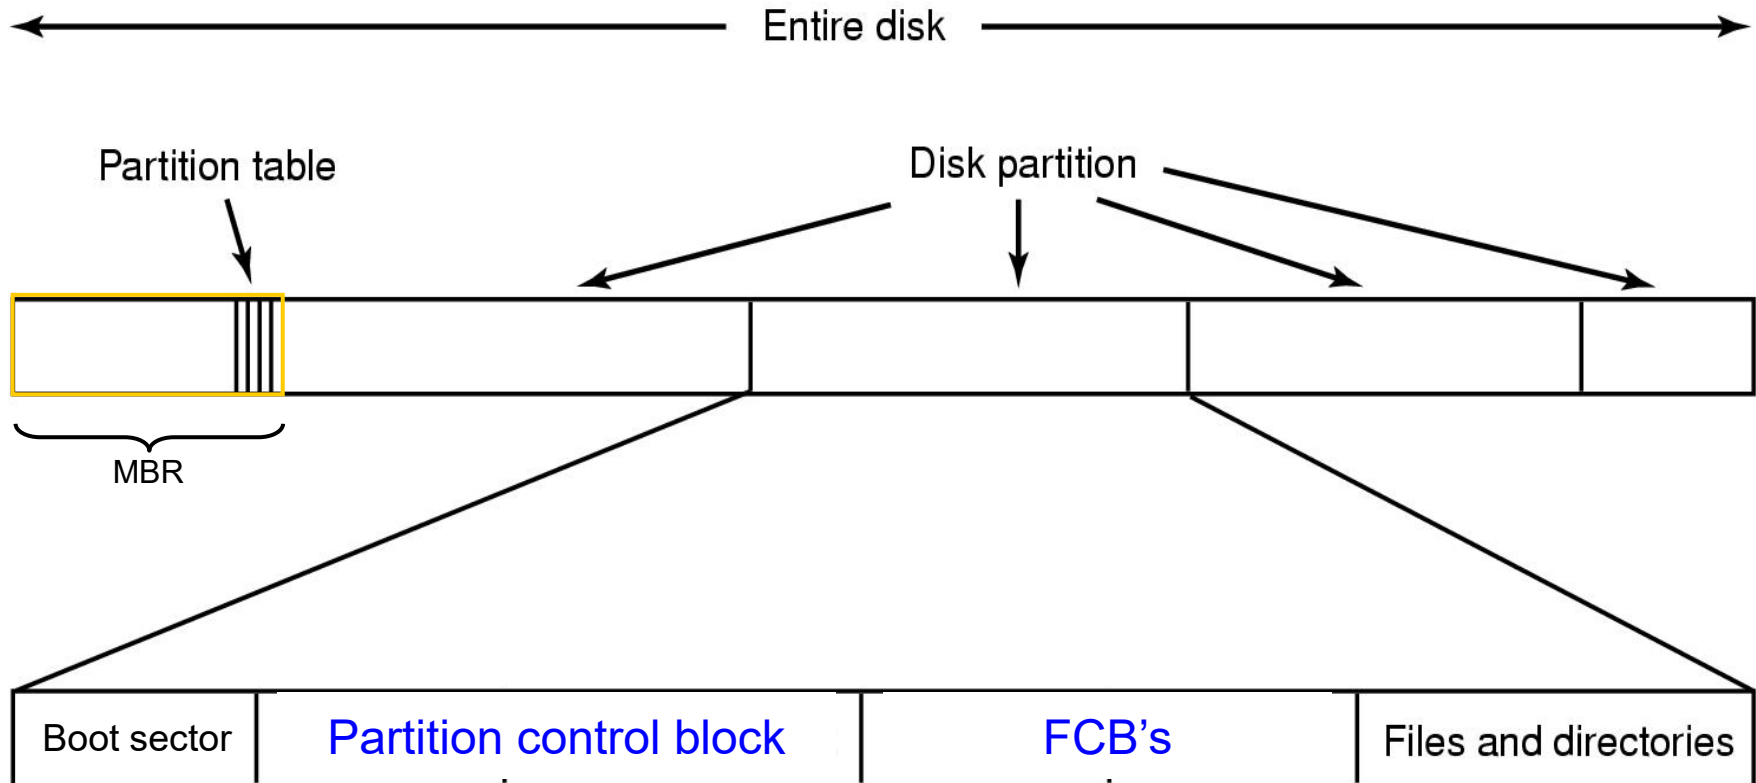 Entire disk
Partition table
Disk partition
MBR
Boot sector
Partition control block
FCB’s
Files and directories